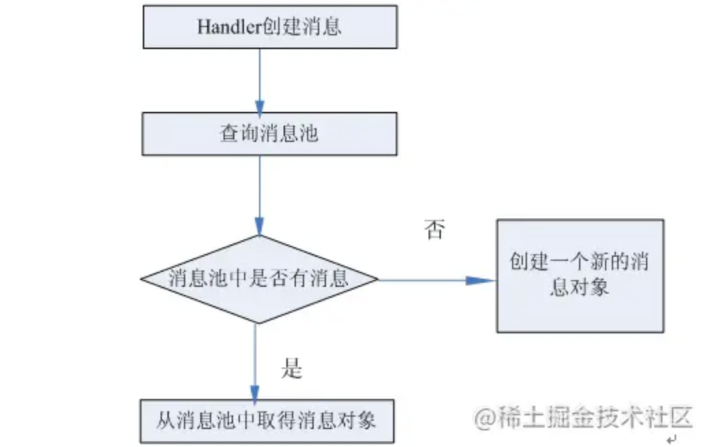 Handler创建消息
查询消息池
消息池中是否有消息
否
创建一个新的消
息对象
是
从消息池中取得消息对象
@稀土掘金技术社区